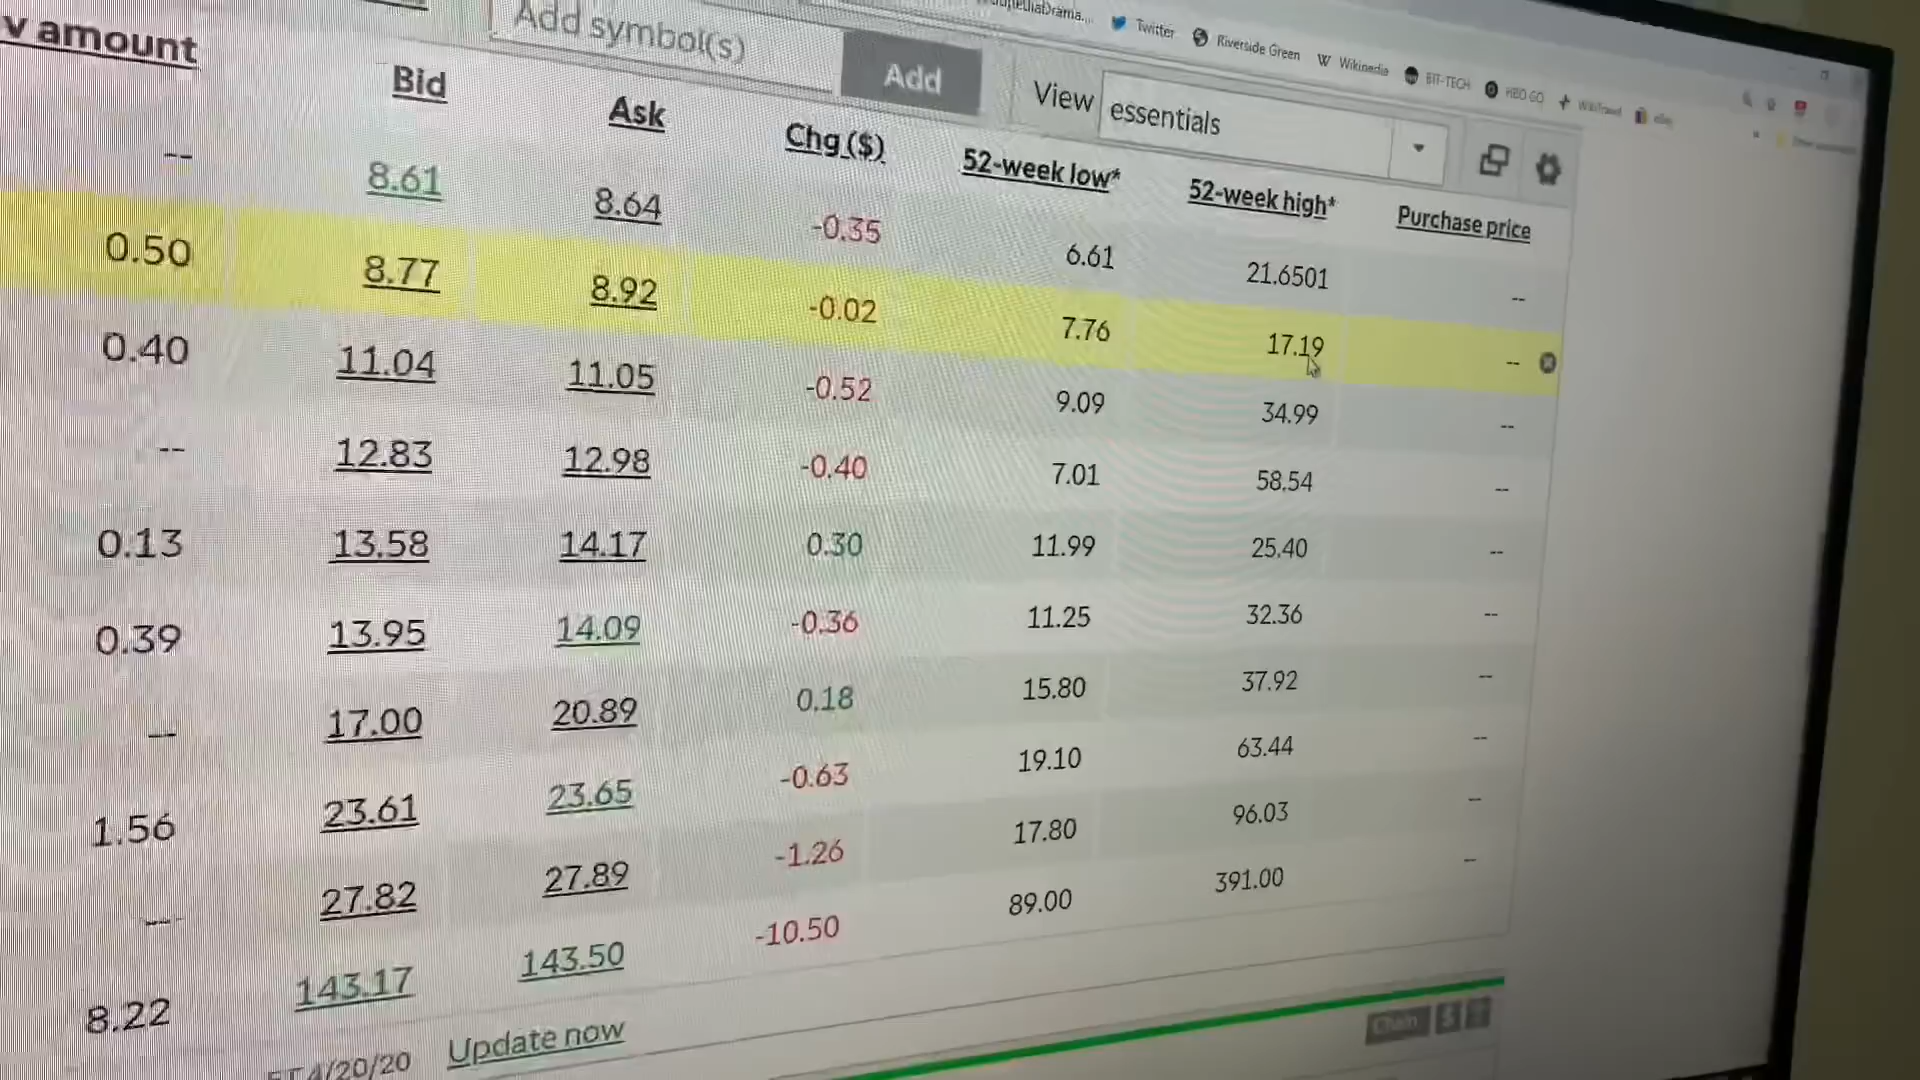 Twitter Riverside Green Wikipedia BIT-TECH HBO GO
Add symbol(s) Add View essentials
v amount Bid Ask Chg ($) 52-week low* 52-week high* Purchase price
-- 8.61 8.64 -0.35 6.61 21.6501 --
0.50 8.77 8.92 -0.02 7.76 17.19 --
0.40 11.04 11.05 -0.52 9.09 34.99 --
-- 12.83 12.98 -0.40 7.01 58.54 --
0.13 13.58 14.17 0.30 11.99 25.40 --
0.39 13.95 14.09 -0.36 11.25 32.36 --
-- 17.00 20.89 0.18 15.80 37.92 --
1.56 23.61 23.65 -0.63 19.10 63.44 --
-- 27.82 27.89 -1.26 17.80 96.03 --
8.22 143.17 143.50 -10.50 89.00 391.00 --
ET 4/20/20 Update now
Chain $